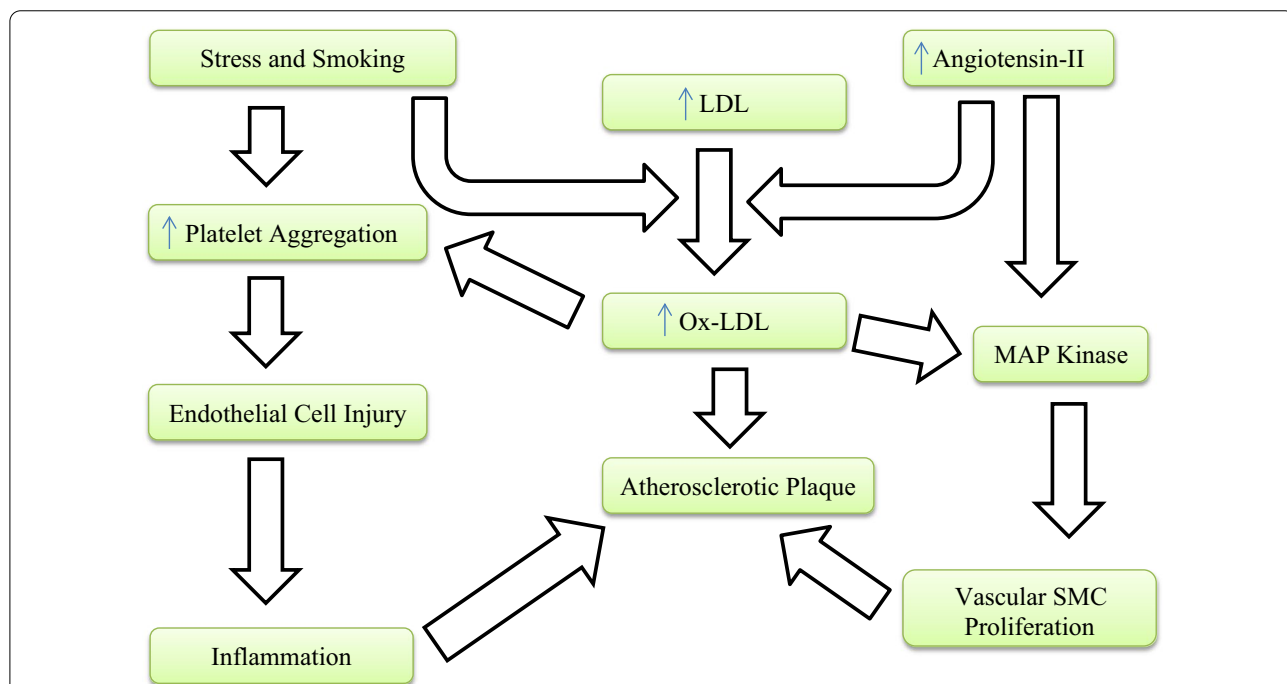 Stress and Smoking
↑ Angiotensin-II
↑ LDL
↑ Platelet Aggregation
↑ Ox-LDL
MAP Kinase
Endothelial Cell Injury
Atherosclerotic Plaque
Vascular SMC
Proliferation
Inflammation